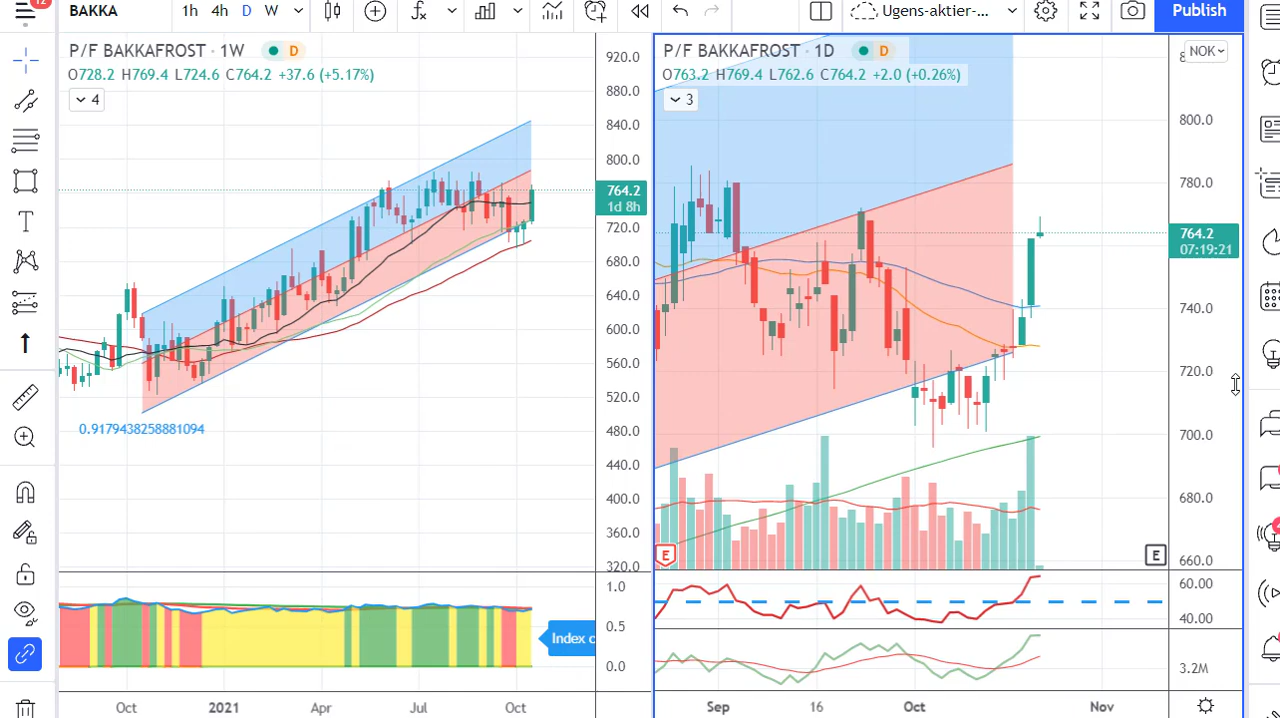 12
BAKKA
1h 4h D W
Ugens-aktier-...
Publish
P/F BAKKAFROST · 1W D
O728.2 H769.4 L724.6 C764.2 +37.6 (+5.17%)
4
920.0
880.0
840.0
800.0
764.2
1d 8h
720.0
680.0
640.0
600.0
560.0
520.0
480.0
440.0
400.0
360.0
320.0
0.9179438258881094
1.0
0.5
0.0
Index c
Oct 2021 Apr Jul Oct
P/F BAKKAFROST · 1D D
O763.2 H769.4 L762.6 C764.2 +2.0 (+0.26%)
3
NOK
800.0
780.0
764.2
07:19:21
740.0
720.0
700.0
680.0
660.0
E E
60.00
40.00
3.2M
Sep 16 Oct Nov